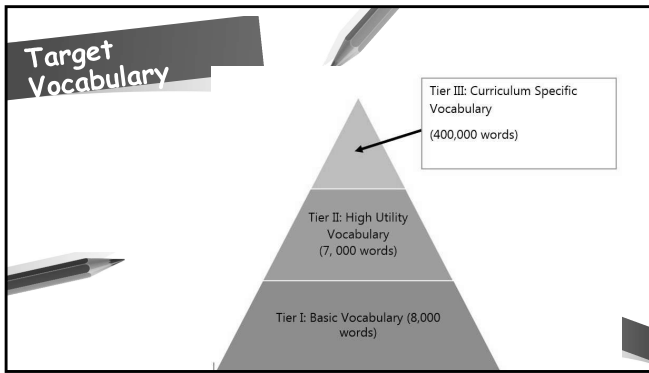 Target
Vocabulary
Tier III: Curriculum Specific
Vocabulary
(400,000 words)
Tier II: High Utility
Vocabulary
(7, 000 words)
Tier I: Basic Vocabulary (8,000
words)